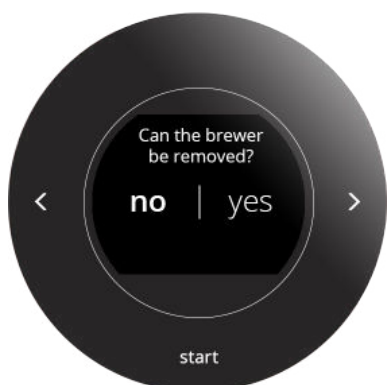 Can the brewer
be removed?
no | yes
< >
start